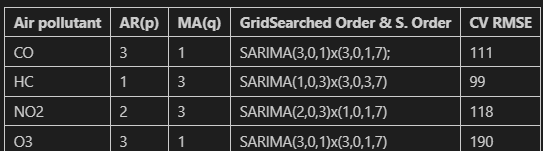 Air pollutant AR(p) MA(q) GridSearched Order & S. Order CV RMSE
CO 3 1 SARIMA(3,0,1)x(3,0,1,7); 111
HC 1 3 SARIMA(1,0,3)x(3,0,3,7) 99
NO2 2 3 SARIMA(2,0,3)x(1,0,1,7) 118
O3 3 1 SARIMA(3,0,1)x(3,0,1,7) 190